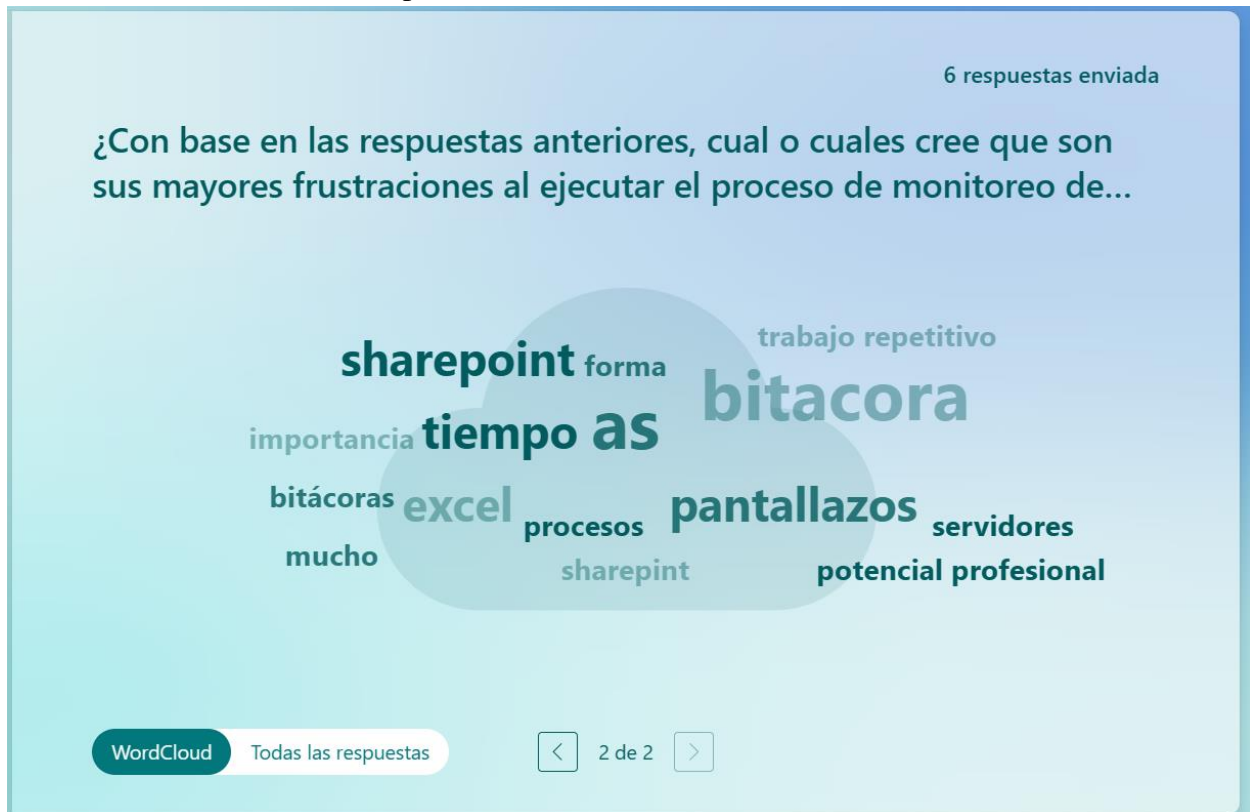 6 respuestas enviada
¿Con base en las respuestas anteriores, cual o cuales cree que son
sus mayores frustraciones al ejecutar el proceso de monitoreo de...
trabajo repetitivo
sharepoint forma
bitacora
importancia tiempo as
bitácoras excel procesos pantallazos servidores
mucho sharepint potencial profesional
WordCloud Todas las respuestas < 2 de 2 >